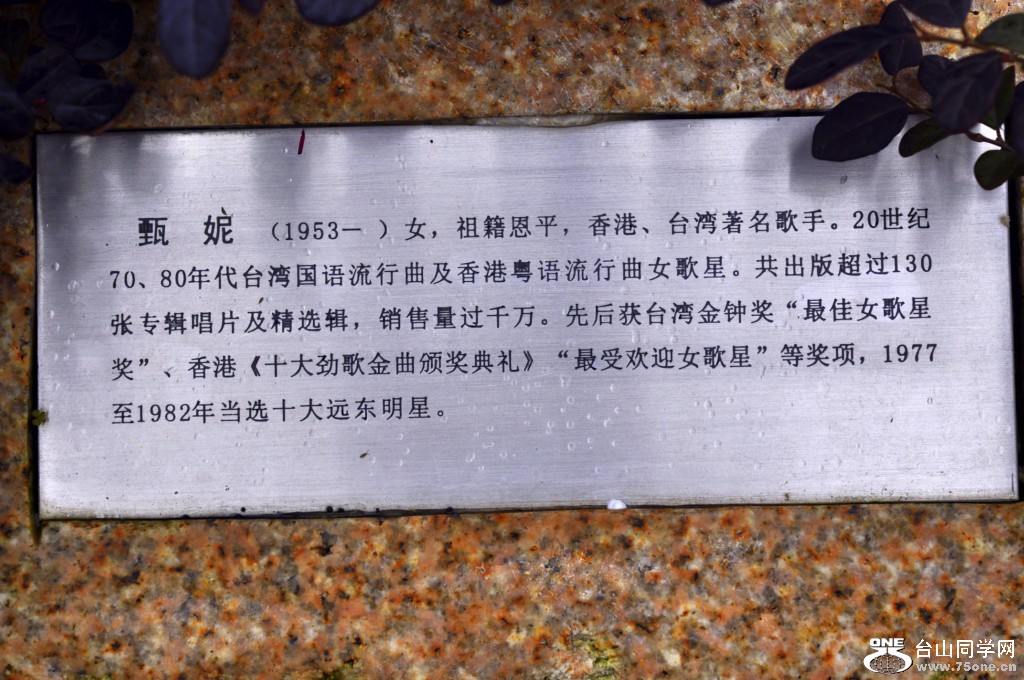 甄 妮 （1953— ）女，祖籍恩平，香港、台湾著名歌手。20世纪
70、80年代台湾国语流行曲及香港粤语流行曲女歌星。共出版超过130
张专辑唱片及精选辑，销售量过千万。先后获台湾金钟奖“最佳女歌星
奖”、香港《十大劲歌金曲颁奖典礼》“最受欢迎女歌星”等奖项，1977
至1982年当选十大远东明星。
ONE 台山同学网
www.75one.cn